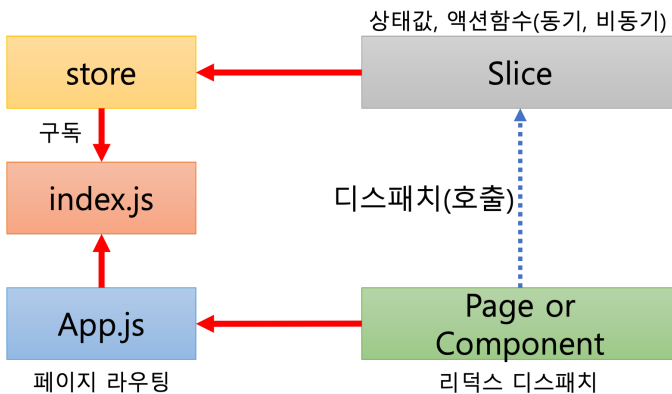 상태값, 액션함수(동기, 비동기)
store
Slice
구독
index.js
디스패치(호출)
App.js
Page or
Component
페이지 라우팅
리덕스 디스패치